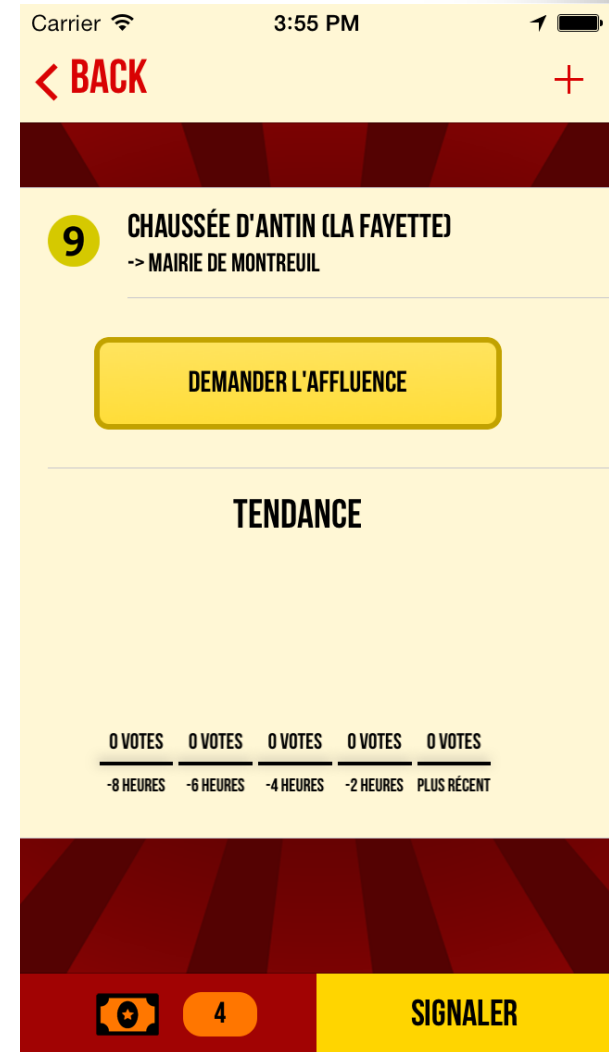 Carrier 3:55 PM
BACK +
9 CHAUSSÉE D'ANTIN (LA FAYETTE)
-> MAIRIE DE MONTREUIL
DEMANDER L'AFFLUENCE
TENDANCE
0 VOTES 0 VOTES 0 VOTES 0 VOTES 0 VOTES
-8 HEURES -6 HEURES -4 HEURES -2 HEURES PLUS RÉCENT
4 SIGNALER